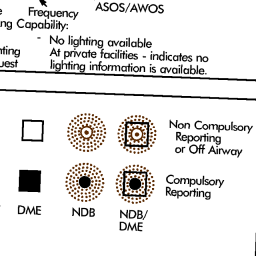 Frequency
ASOS/AWOS
ng Capability:
- No lighting available
nting At private facilities - indicates no
uest lighting information is available.
Non Compulsory
Reporting
or Off Airway
Compulsory
Reporting
DME NDB NDB/
DME